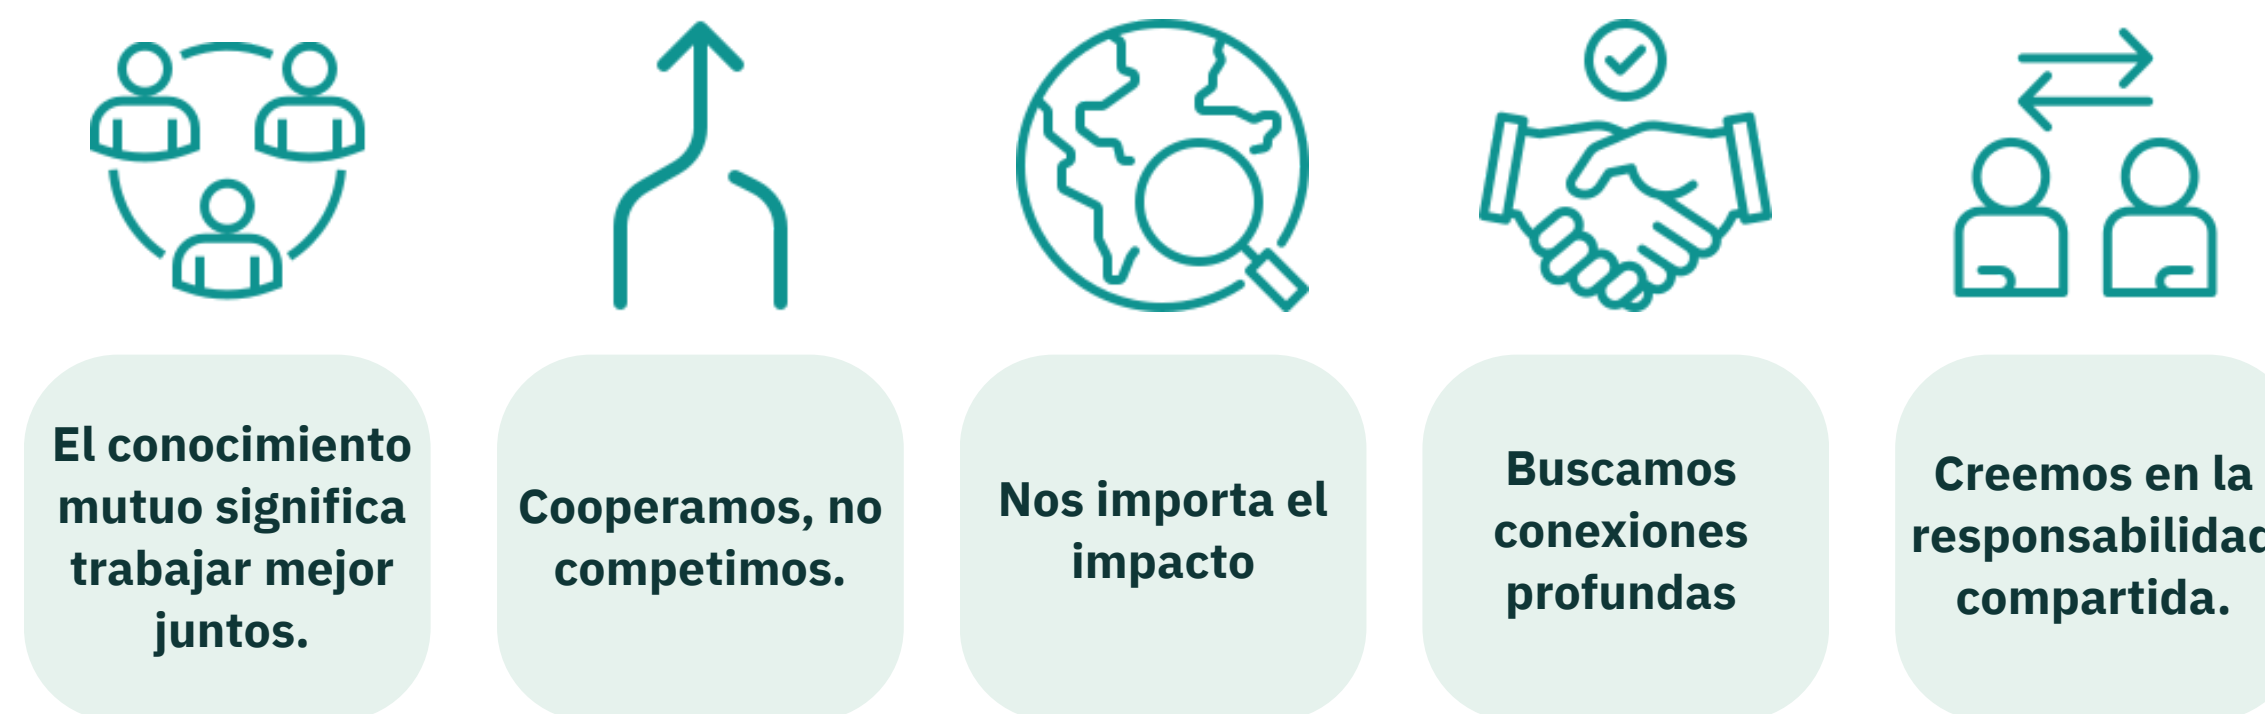 El conocimiento
mutuo significa
trabajar mejor
juntos.
Cooperamos, no
competimos.
Nos importa el
impacto
Buscamos
conexiones
profundas
Creemos en la
responsabilidad
compartida.